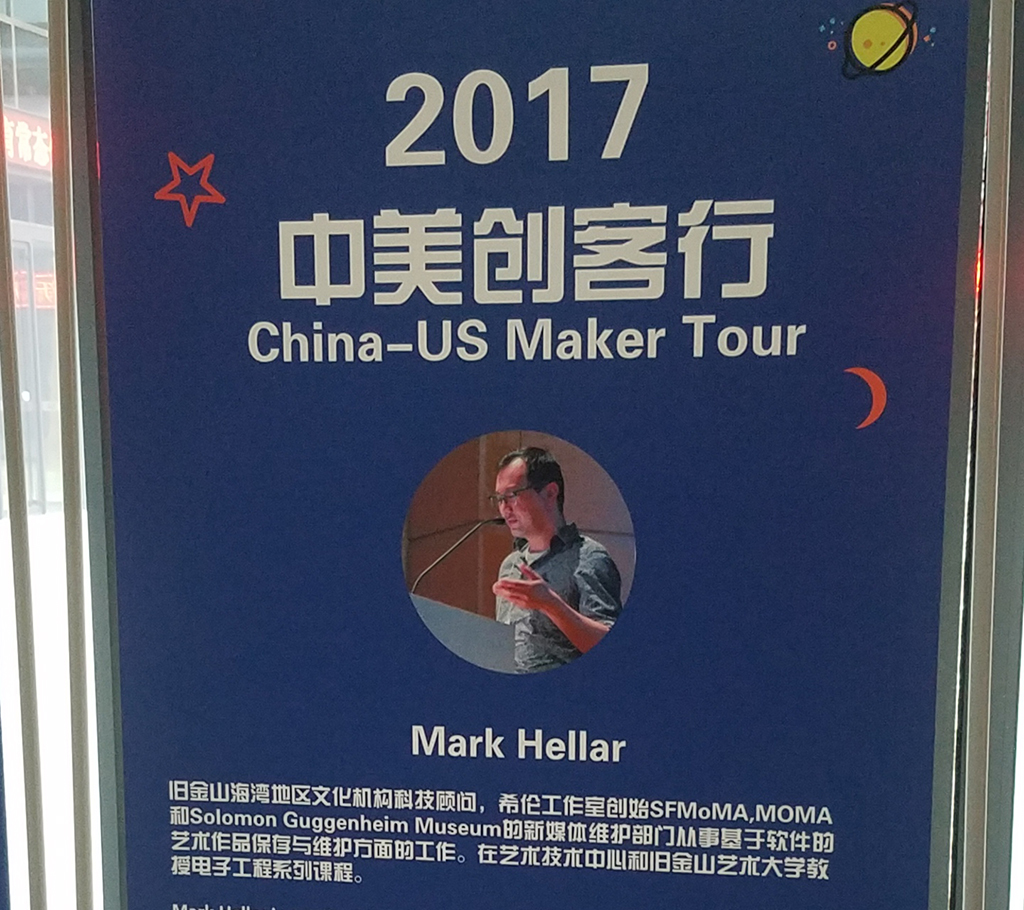 2017
中美创客行
China-US Maker Tour
Mark Hellar
旧金山海湾地区文化机构科技顾问，希伦工作室创始SFMoMA,MOMA
和Solomon Guggenheim Museum的新媒体维护部门从事基于软件的
艺术作品保存与维护方面的工作。在艺术技术中心和旧金山艺术大学教
授电子工程系列课程。